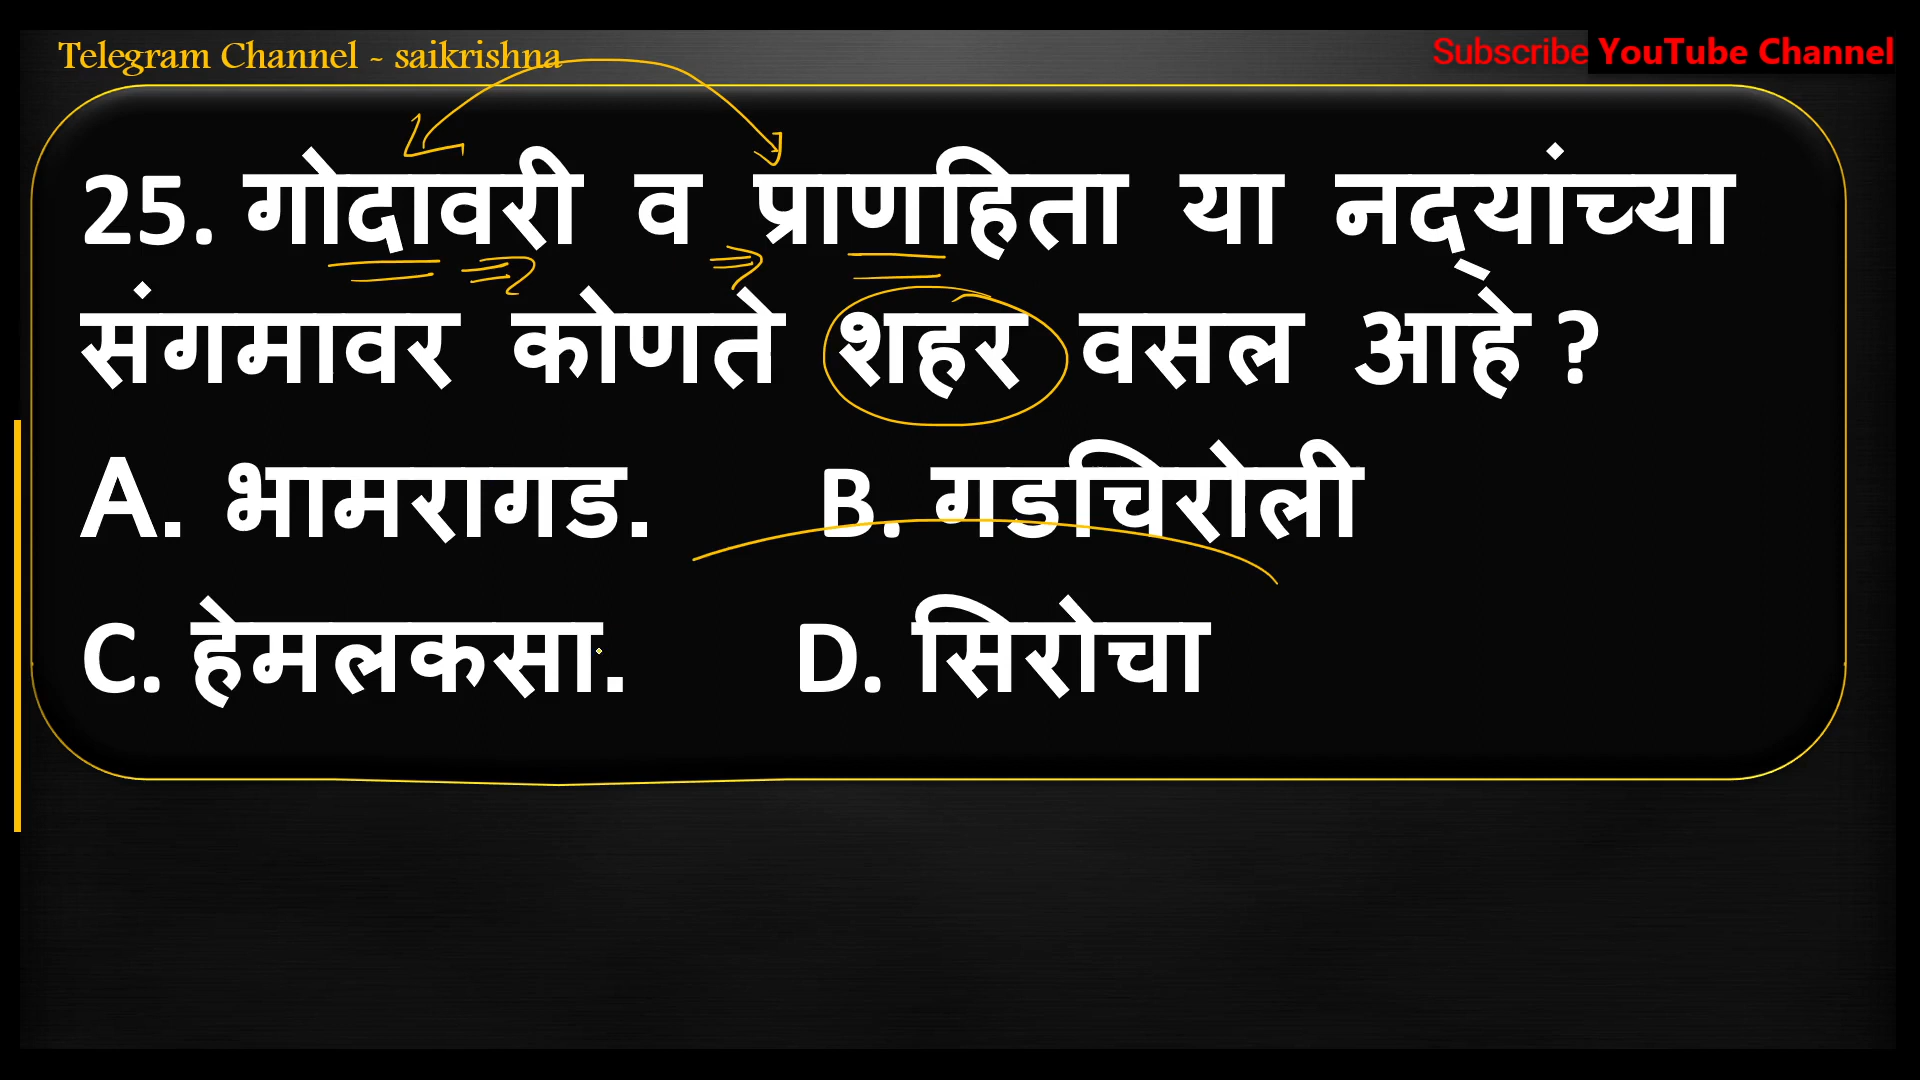 Telegram Channel - saikrishna
Subscribe YouTube Channel
25. गोदावरी व प्राणहिता या नद्यांच्या
संगमावर कोणते शहर वसल आहे ?
A. भामरागड. B. गडचिरोली
C. हेमलकसा. D. सिरोचा